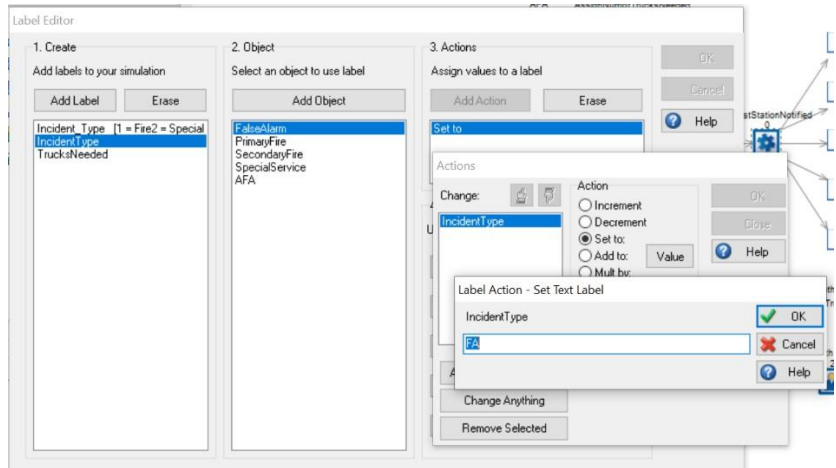 Label Editor
1. Create
Add labels to your simulation
Add Label
Erase
Incident_Type [1 = Fire2 = Special
IncidentType
TrucksNeeded
2. Object
Select an object to use label
Add Object
FalseAlarm
PrimaryFire
SecondaryFire
SpecialService
AFA
3. Actions
Assign values to a label
Add Action
Erase
Set to
OK
Cancel
Help
stStationNotified
0
Actions
Change:
IncidentType
Action
Increment
Decrement
Set to:
Add to:
Mult by:
Value
OK
Close
Help
Label Action - Set Text Label
IncidentType
FA
OK
Cancel
Help
Change Anything
Remove Selected